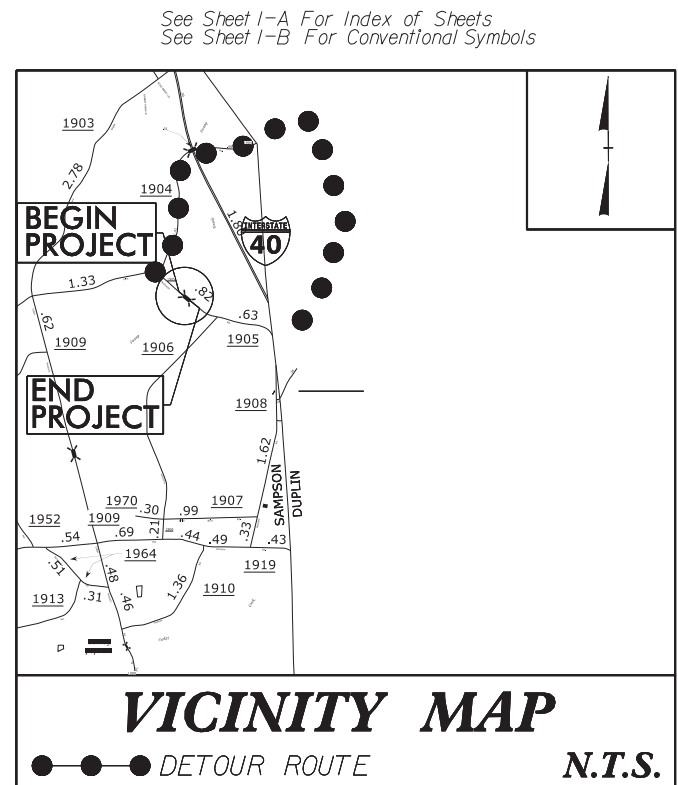 See Sheet 1-A For Index of Sheets
See Sheet 1-B For Conventional Symbols
1903
2.78
1904
BEGIN
PROJECT
1.33
.82
INTERSTATE
40
.62
.63
1909
1906
1905
END
PROJECT
1908
1.62
SAMPSON
DUPLIN
1970
.30
.99
1907
1952
1909
.54
.69
.21
.44
.49
.33
.43
1964
1919
.51
.48
1.36
1910
1913
.31
.46
VICINITY MAP
DETOUR ROUTE
N.T.S.